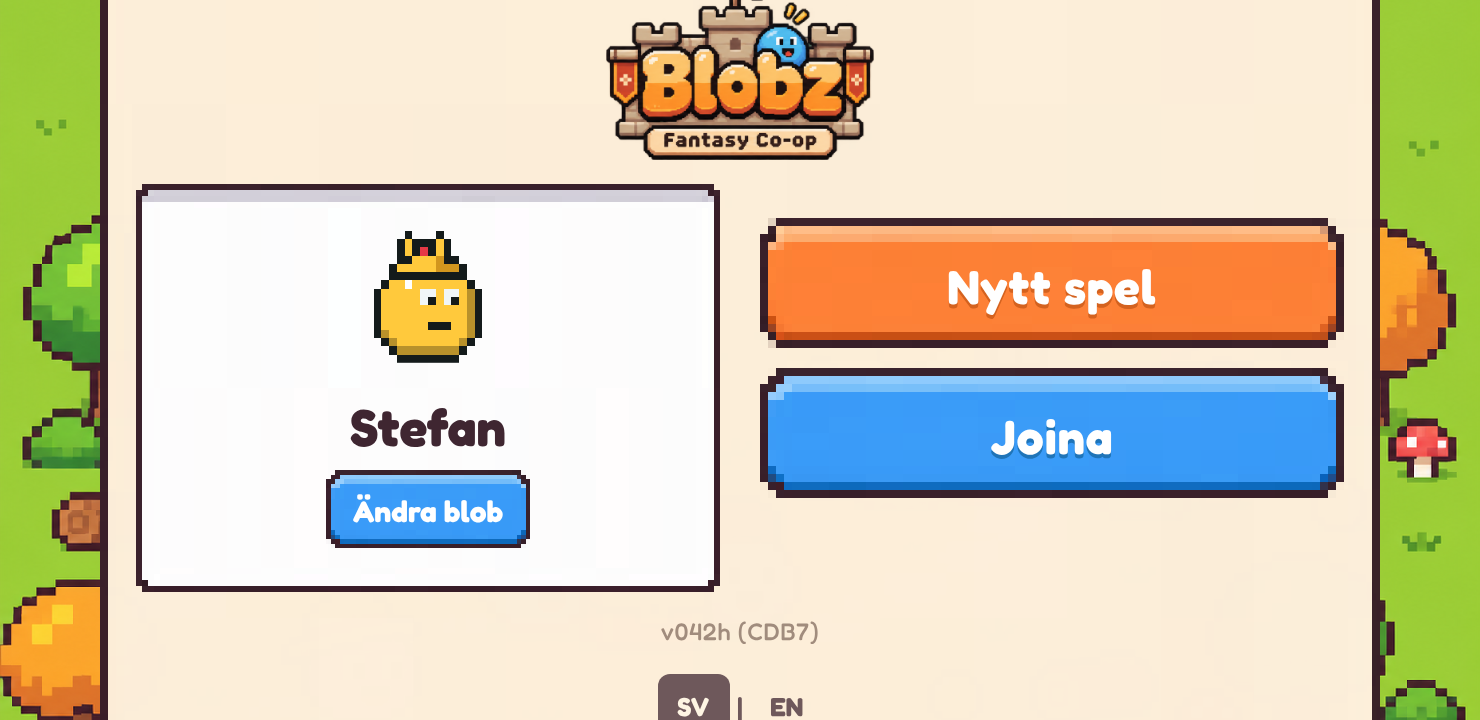 Blobz
Fantasy Co-op
Nytt spel
Joina
Stefan
Ändra blob
v042h (CDB7)
SV | EN